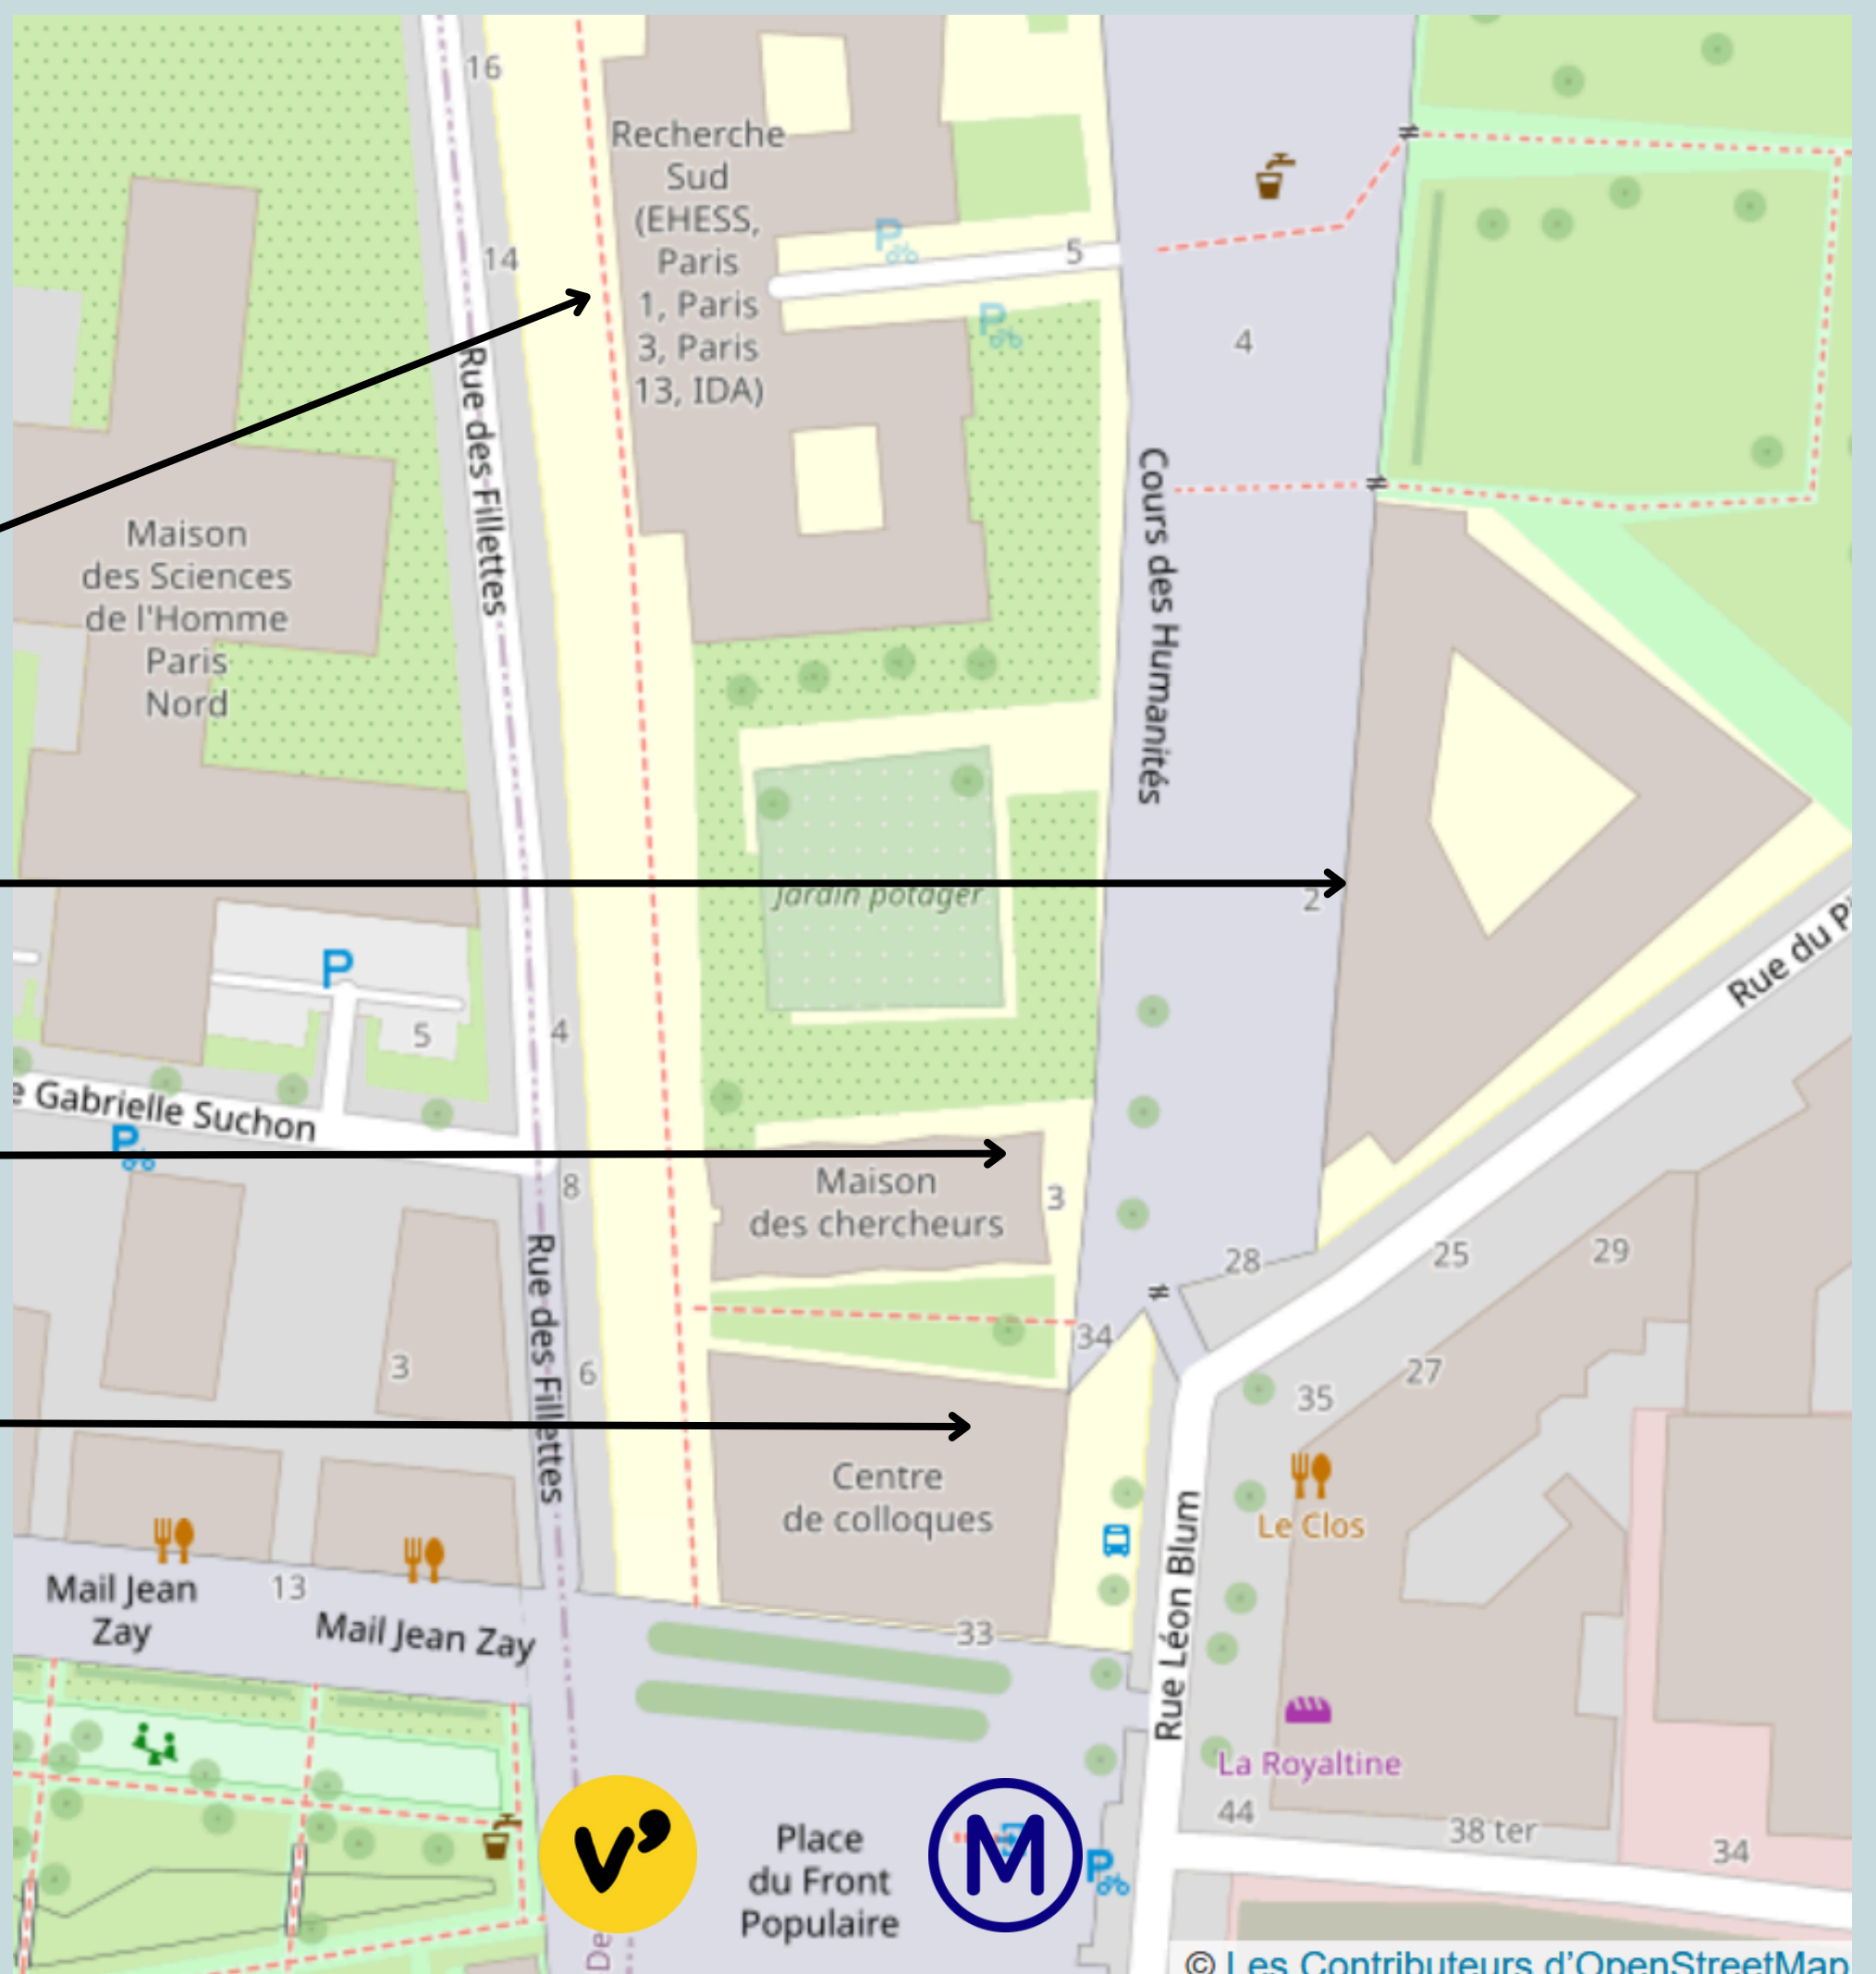 16
Recherche
Sud
(EHESS,
Paris
1, Paris
3, Paris
13, IDA)
14
5
4
Rue des Fillettes
Cours des Humanités
Maison
des Sciences
de l'Homme
Paris
Nord
Jardin potager
2
P
5
4
Rue du P
e Gabrielle Suchon
P
P
P
8
Maison
des chercheurs
3
28
25
29
34
27
35
3
6
Rue des Fillettes
Centre
de colloques
Le Clos
Rue Léon Blum
Mail Jean
Zay
13
Mail Jean Zay
33
La Royaltine
44
38 ter
34
V'
Place
du Front
Populaire
M
P
De
© Les Contributeurs d'OpenStreetMap